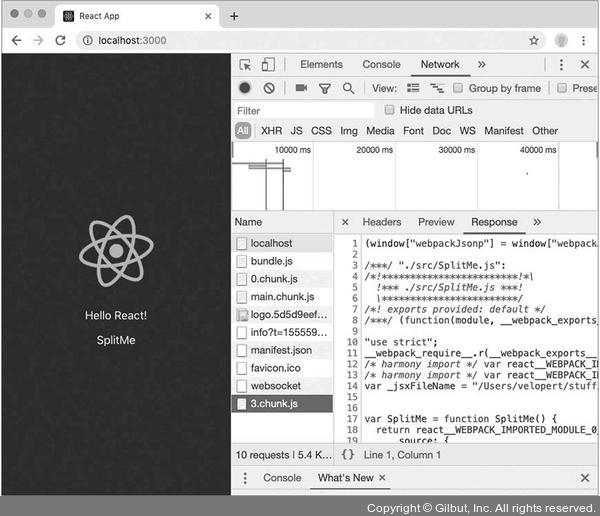 React App
localhost:3000
Elements Console Network
View: Group by frame Prese
Filter Hide data URLs
All XHR JS CSS Img Media Font Doc WS Manifest Other
10000 ms 20000 ms 30000 ms 40000 ms
Hello React!
SplitMe
Name
localhost
bundle.js
0.chunk.js
main.chunk.js
logo.5d5d9eef...
info?t=155559...
manifest.json
favicon.ico
websocket
3.chunk.js
10 requests | 5.4 K...
Headers Preview Response
1 (window["webpackJsonp"] = window["webpack
2
3 /***/ "./src/SplitMe.js":
4 /*!************************!*\
5 !*** ./src/SplitMe.js ***!
6 \************************/
7 /*! exports provided: default */
8 /***/ (function(module, __webpack_exports_
9
10 "use strict";
11 __webpack_require__.r(__webpack_exports__
12 /* harmony import */ var react__WEBPACK_IM
13 /* harmony import */ var react__WEBPACK_IM
14 var _jsxFileName = "/Users/velopert/stuff
15
16
17 var SplitMe = function SplitMe() {
18 return react__WEBPACK_IMPORTED_MODULE_0_
19 source: {
{} Line 1, Column 1
Console What's New
Copyright © Gilbut, Inc. All rights reserved.